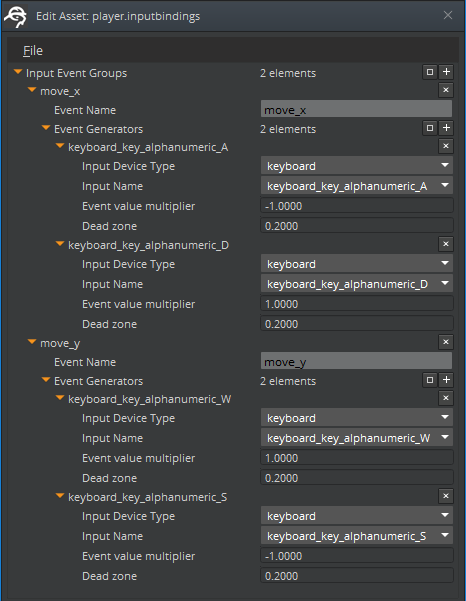 Edit Asset: player.inputbindings
File
Input Event Groups 2 elements
move_x
Event Name move_x
Event Generators 2 elements
keyboard_key_alphanumeric_A
Input Device Type keyboard
Input Name keyboard_key_alphanumeric_A
Event value multiplier -1.0000
Dead zone 0.2000
keyboard_key_alphanumeric_D
Input Device Type keyboard
Input Name keyboard_key_alphanumeric_D
Event value multiplier 1.0000
Dead zone 0.2000
move_y
Event Name move_y
Event Generators 2 elements
keyboard_key_alphanumeric_W
Input Device Type keyboard
Input Name keyboard_key_alphanumeric_W
Event value multiplier 1.0000
Dead zone 0.2000
keyboard_key_alphanumeric_S
Input Device Type keyboard
Input Name keyboard_key_alphanumeric_S
Event value multiplier -1.0000
Dead zone 0.2000